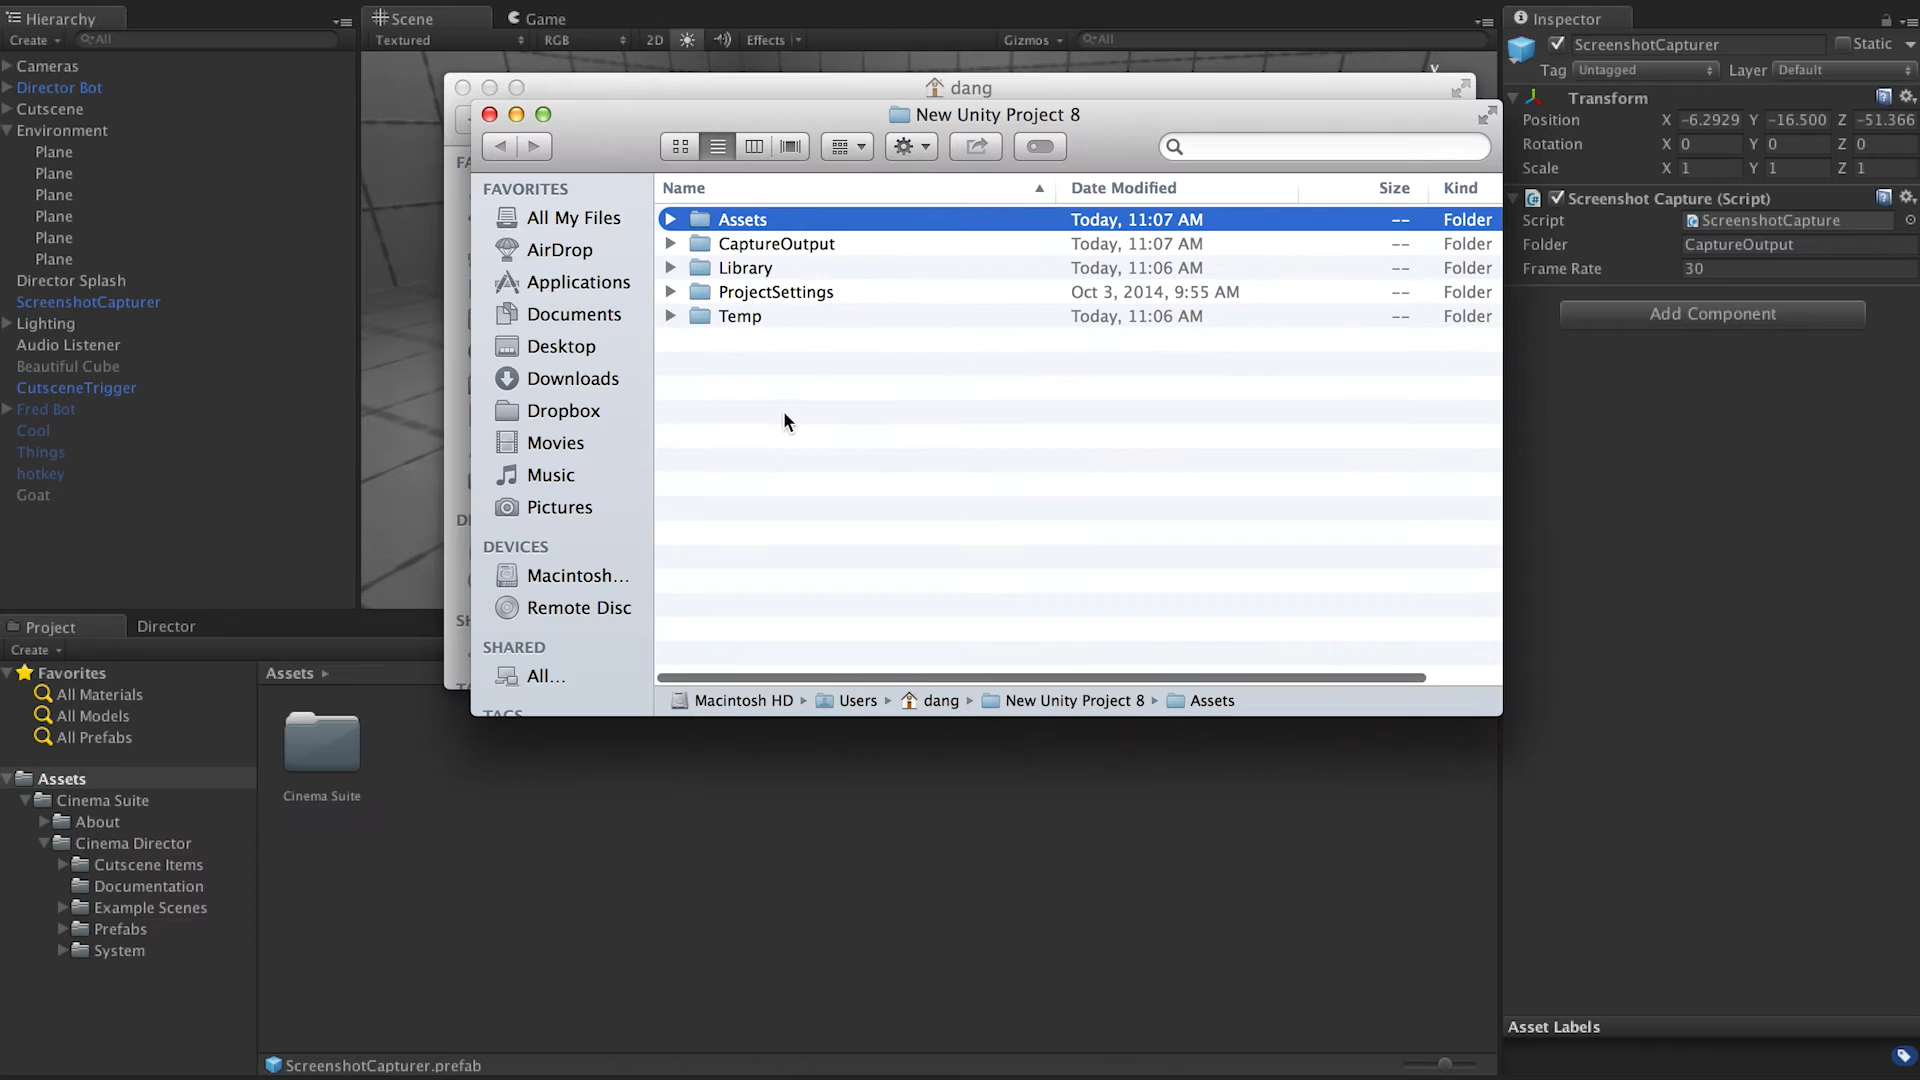 Hierarchy
Create
All
Cameras
Director Bot
Cutscene
Environment
Plane
Plane
Plane
Plane
Plane
Plane
Director Splash
ScreenshotCapturer
Lighting
Audio Listener
Beautiful Cube
CutsceneTrigger
Fred Bot
Cool
Things
hotkey
Goat
Scene
Game
Textured
RGB
2D
Effects
Gizmos
All
y
dang
New Unity Project 8
FAVORITES
All My Files
AirDrop
Applications
Documents
Desktop
Downloads
Dropbox
Movies
Music
Pictures
DEVICES
Macintosh...
Remote Disc
SHARED
All...
TAGS
Name Date Modified Size Kind
Assets Today, 11:07 AM -- Folder
CaptureOutput Today, 11:07 AM -- Folder
Library Today, 11:06 AM -- Folder
ProjectSettings Oct 3, 2014, 9:55 AM -- Folder
Temp Today, 11:06 AM -- Folder
Macintosh HD Users dang New Unity Project 8 Assets
Inspector
ScreenshotCapturer Static
Tag Untagged Layer Default
Transform
Position X -6.2929 Y -16.500 Z -51.366
Rotation X 0 Y 0 Z 0
Scale X 1 Y 1 Z 1
Screenshot Capture (Script)
Script ScreenshotCapture
Folder CaptureOutput
Frame Rate 30
Add Component
Asset Labels
Project
Director
Create
Favorites
All Materials
All Models
All Prefabs
Assets
Cinema Suite
About
Cinema Director
Cutscene Items
Documentation
Example Scenes
Prefabs
System
Assets
Cinema Suite
ScreenshotCapturer.prefab